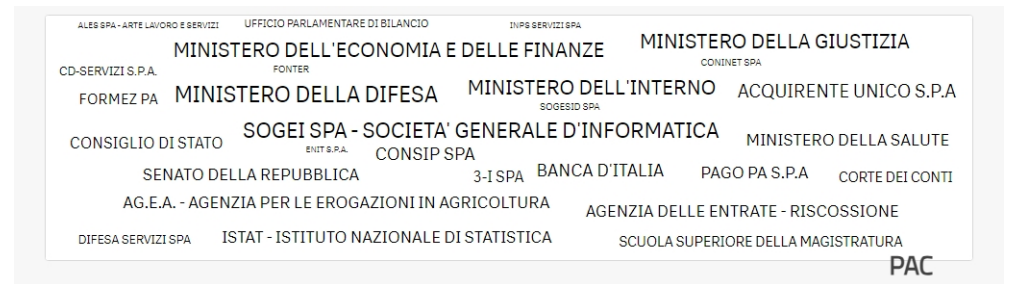 ALES SPA - ARTE LAVORO E SERVIZI UFFICIO PARLAMENTARE DI BILANCIO INPS SERVIZI SPA
MINISTERO DELL'ECONOMIA E DELLE FINANZE MINISTERO DELLA GIUSTIZIA
CD-SERVIZI S.P.A. FONTER CONINET SPA
FORMEZ PA MINISTERO DELLA DIFESA MINISTERO DELL'INTERNO ACQUIRENTE UNICO S.P.A
SOGESID SPA
CONSIGLIO DI STATO SOGEI SPA - SOCIETA' GENERALE D'INFORMATICA MINISTERO DELLA SALUTE
ENIT S.P.A. CONSIP SPA
SENATO DELLA REPUBBLICA 3-I SPA BANCA D'ITALIA PAGO PA S.P.A CORTE DEI CONTI
AG.E.A. - AGENZIA PER LE EROGAZIONI IN AGRICOLTURA AGENZIA DELLE ENTRATE - RISCOSSIONE
DIFESA SERVIZI SPA ISTAT - ISTITUTO NAZIONALE DI STATISTICA SCUOLA SUPERIORE DELLA MAGISTRATURA
PAC